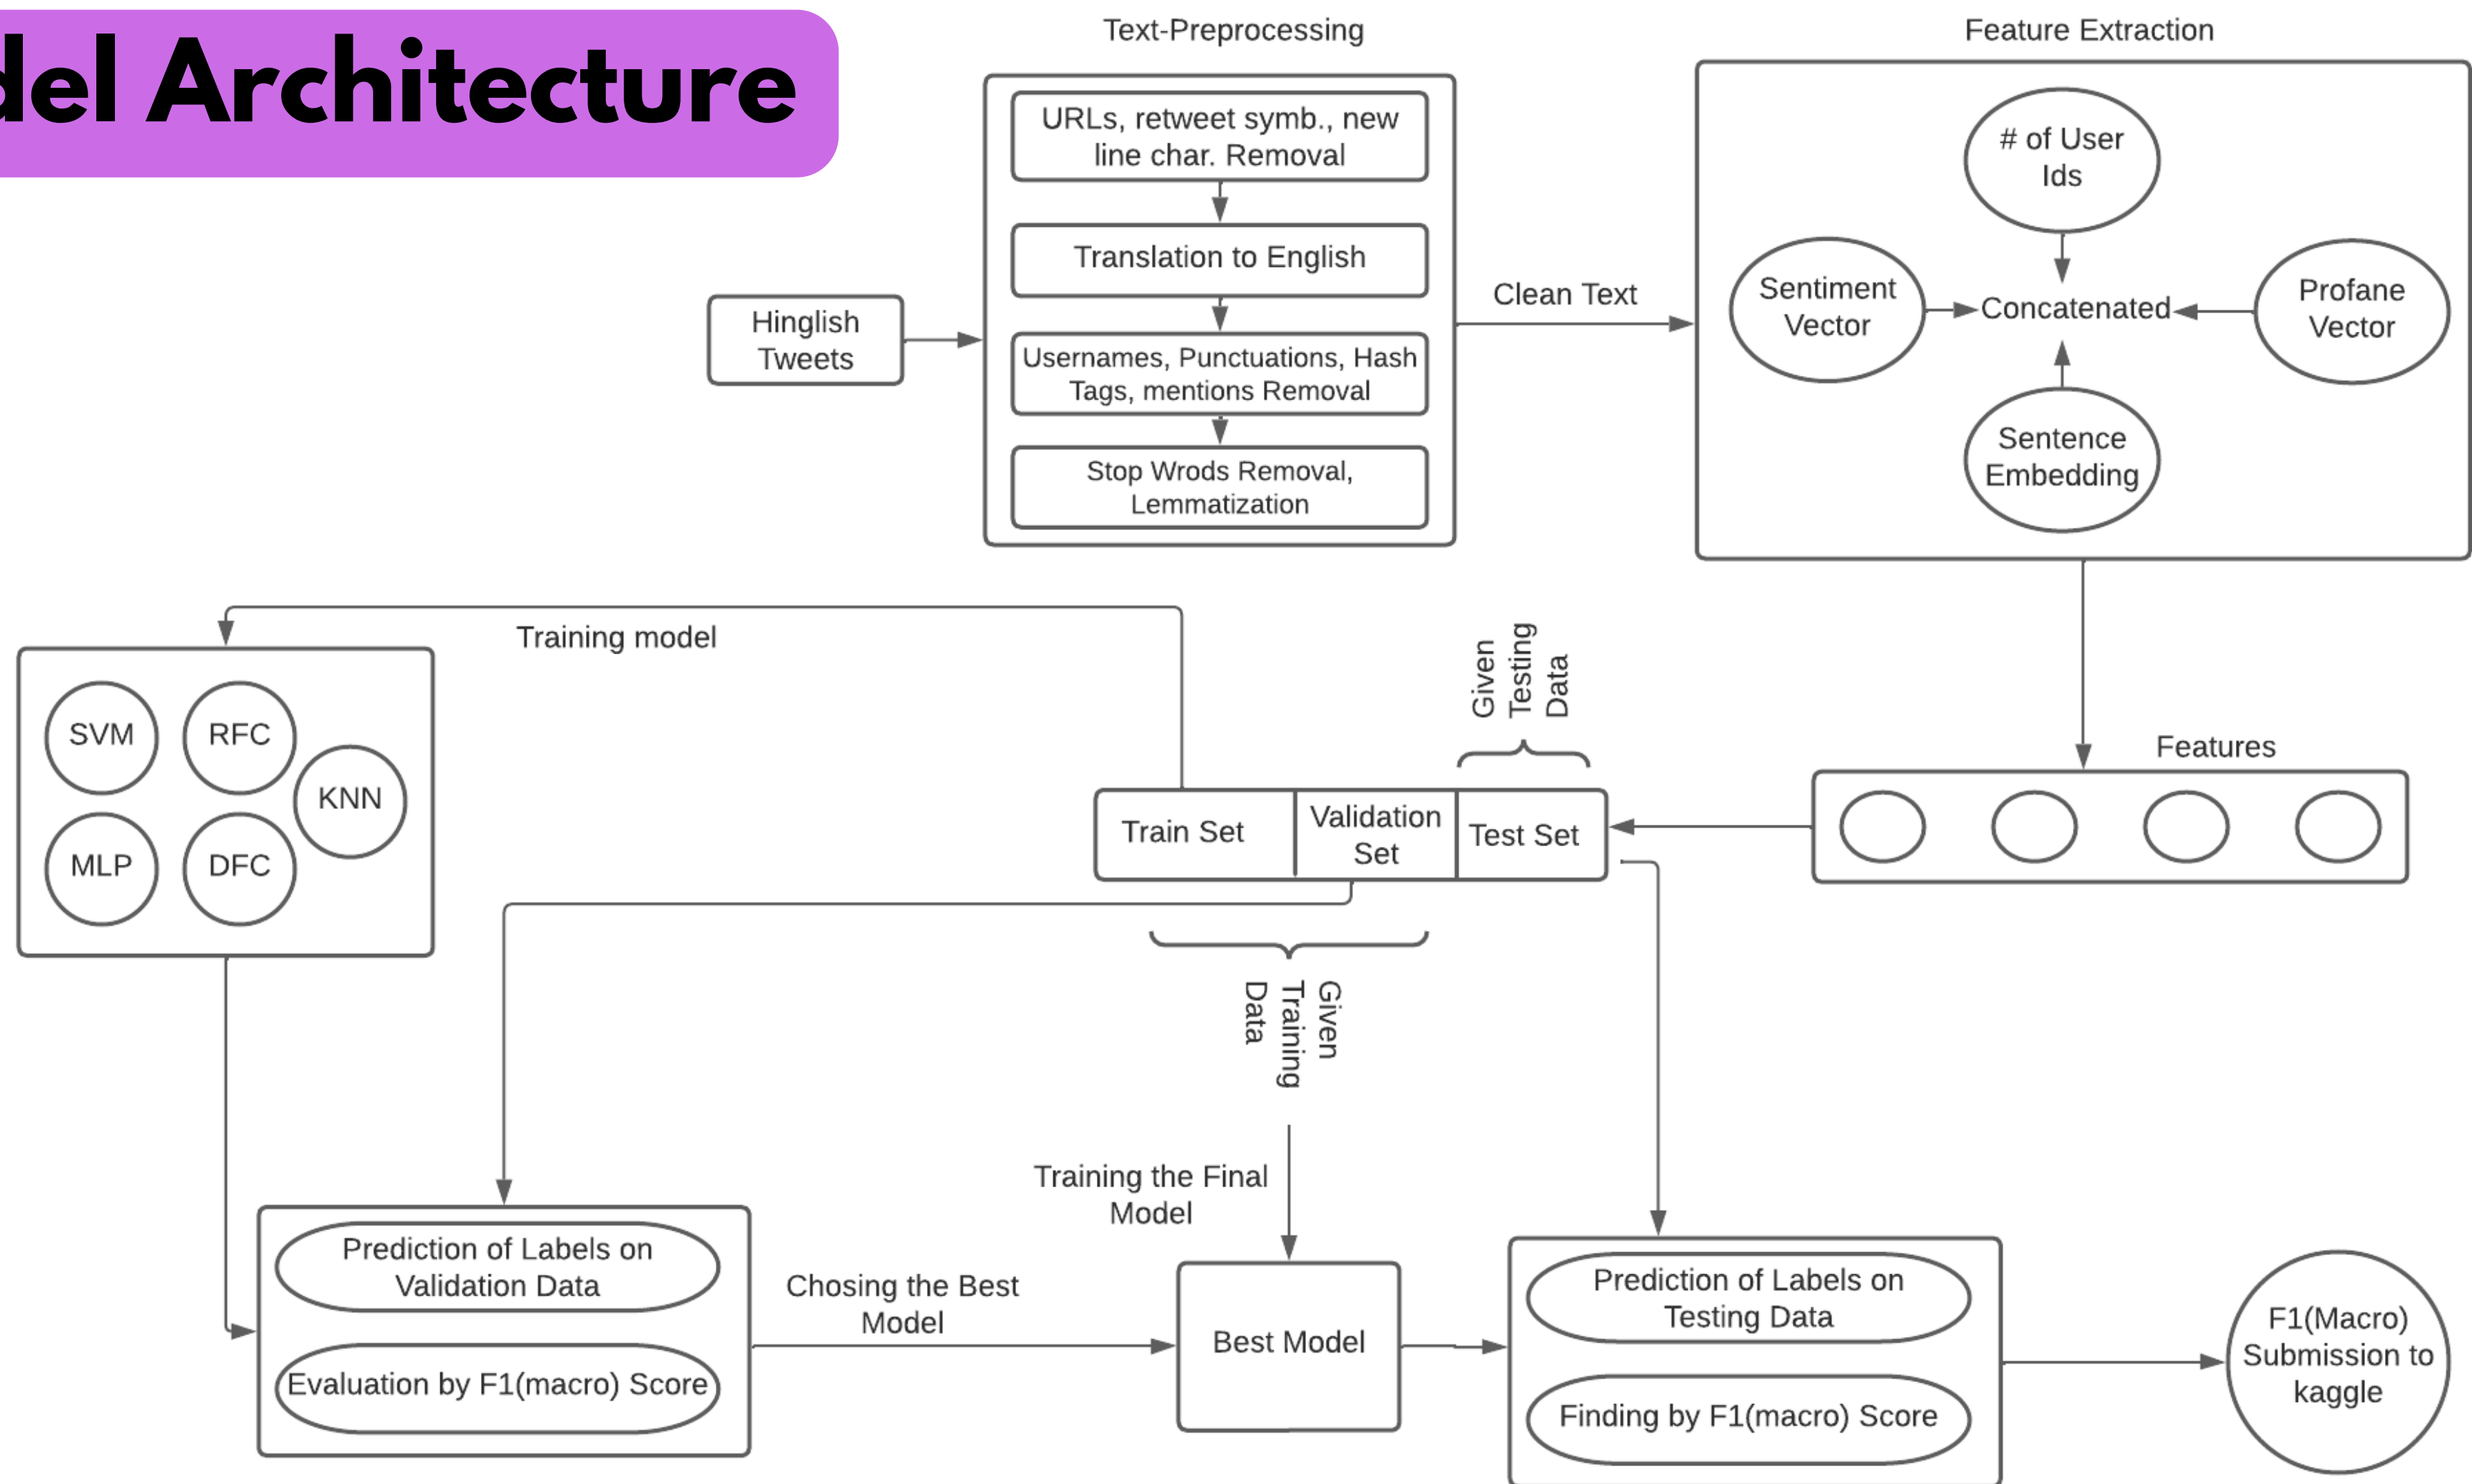 del Architecture
Text-Preprocessing
Feature Extraction
URLs, retweet symb., new
line char. Removal
Translation to English
Usernames, Punctuations, Hash
Tags, mentions Removal
Stop Wrods Removal,
Lemmatization
Hinglish
Tweets
Clean Text
# of User
Ids
Sentiment
Vector
Concatenated
Profane
Vector
Sentence
Embedding
Training model
SVM
RFC
KNN
MLP
DFC
Given
Testing
Data
Features
Train Set
Validation
Set
Test Set
Given
Training
Data
Training the Final
Model
Prediction of Labels on
Validation Data
Evaluation by F1(macro) Score
Chosing the Best
Model
Best Model
Prediction of Labels on
Testing Data
Finding by F1(macro) Score
F1(Macro)
Submission to
kaggle